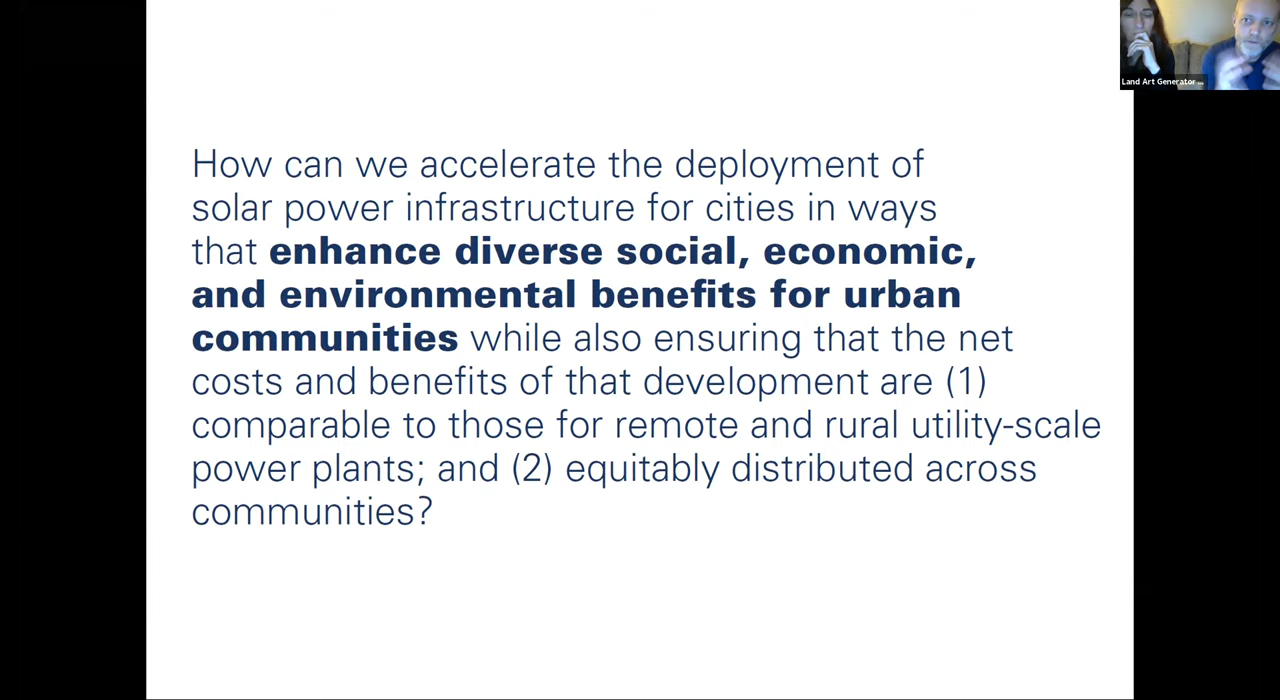 Land Art Generator ...
How can we accelerate the deployment of
solar power infrastructure for cities in ways
that enhance diverse social, economic,
and environmental benefits for urban
communities while also ensuring that the net
costs and benefits of that development are (1)
comparable to those for remote and rural utility-scale
power plants; and (2) equitably distributed across
communities?